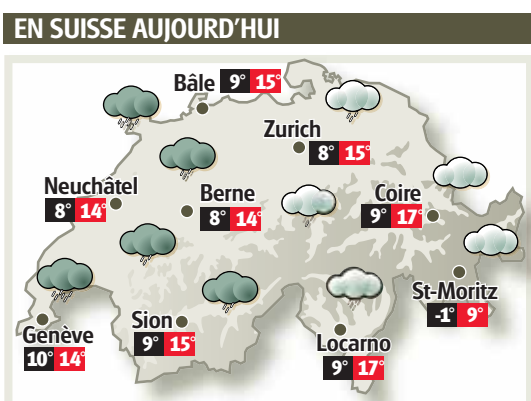 EN SUISSE AUJOURD'HUI
Bâle 9° 15°
Zurich
8° 15°
Neuchâtel
8° 14°
Berne
8° 14°
Coire
9° 17°
St-Moritz
-1° 9°
Genève
10° 14°
Sion
9° 15°
Locarno
9° 17°